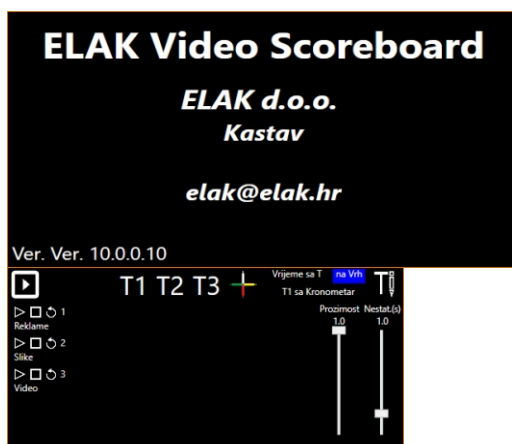 ELAK Video Scoreboard
ELAK d.o.o.
Kastav
elak@elak.hr
Ver. Ver. 10.0.0.10
T1 T2 T3
Vrijeme sa T na Vrh
T1 sa Kronometar
T
1
Reklame
2
Slike
3
Video
Prozirnost Nestat.(s)
1.0 1.0